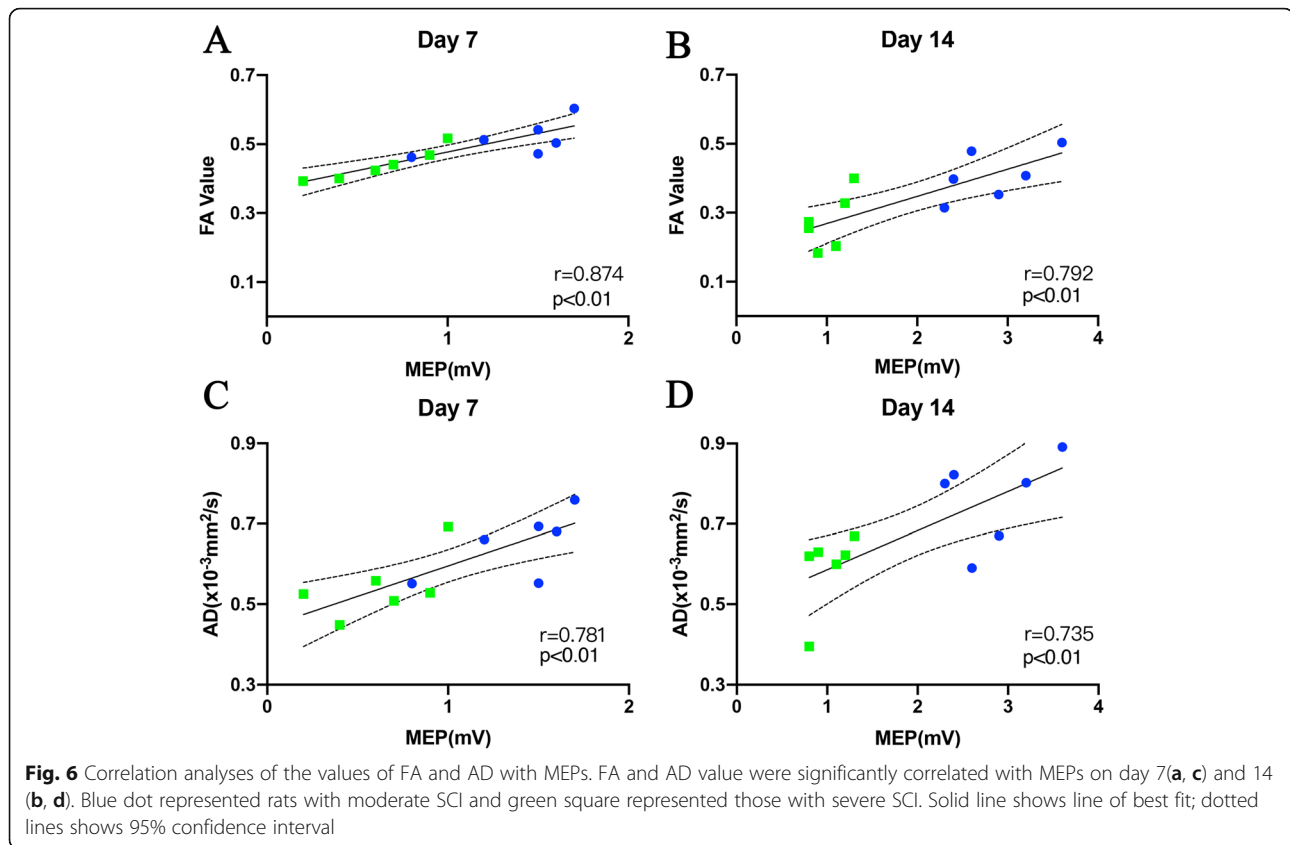 A
Day 7
0.7
0.5
0.3
0.1
FA Value
r=0.874
p<0.01
0
1
2
MEP(mV)
B
Day 14
0.7
0.5
0.3
0.1
FA Value
r=0.792
p<0.01
0
1
2
3
4
MEP(mV)
C
Day 7
0.9
0.7
0.5
0.3
AD(x10⁻³mm²/s)
r=0.781
p<0.01
0
1
2
MEP(mV)
D
Day 14
0.9
0.7
0.5
0.3
AD(x10⁻³mm²/s)
r=0.735
p<0.01
0
1
2
3
4
MEP(mV)
Fig. 6 Correlation analyses of the values of FA and AD with MEPs. FA and AD value were significantly correlated with MEPs on day 7(a, c) and 14
(b, d). Blue dot represented rats with moderate SCI and green square represented those with severe SCI. Solid line shows line of best fit; dotted
lines shows 95% confidence interval